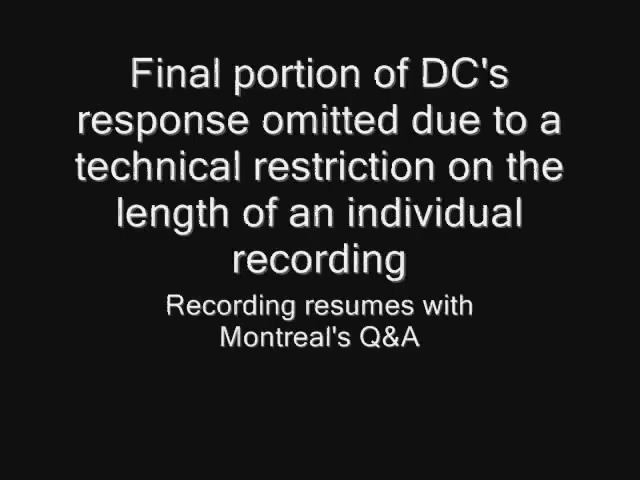 Final portion of DC's
response omitted due to a
technical restriction on the
length of an individual
recording
Recording resumes with
Montreal's Q&A